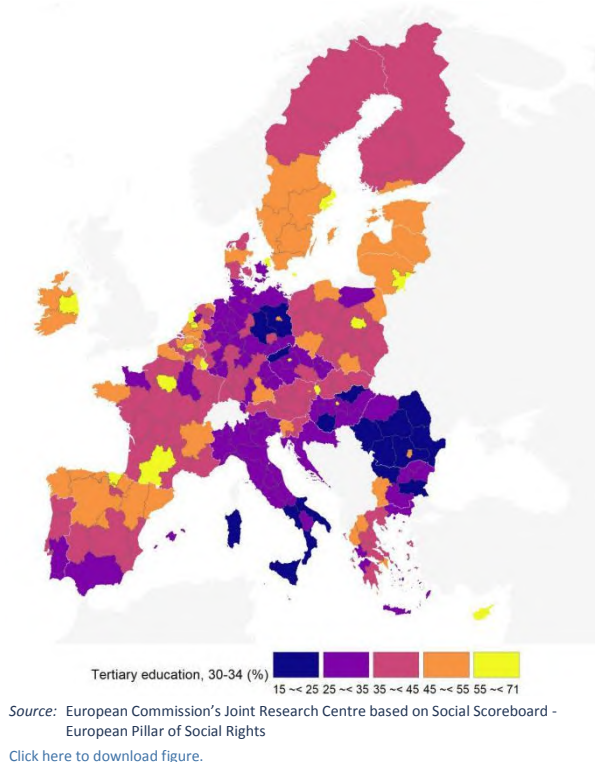 Tertiary education, 30-34 (%)
15 ~< 25 25 ~< 35 35 ~< 45 45 ~< 55 55 ~< 71
Source: European Commission’s Joint Research Centre based on Social Scoreboard -
European Pillar of Social Rights
Click here to download figure.